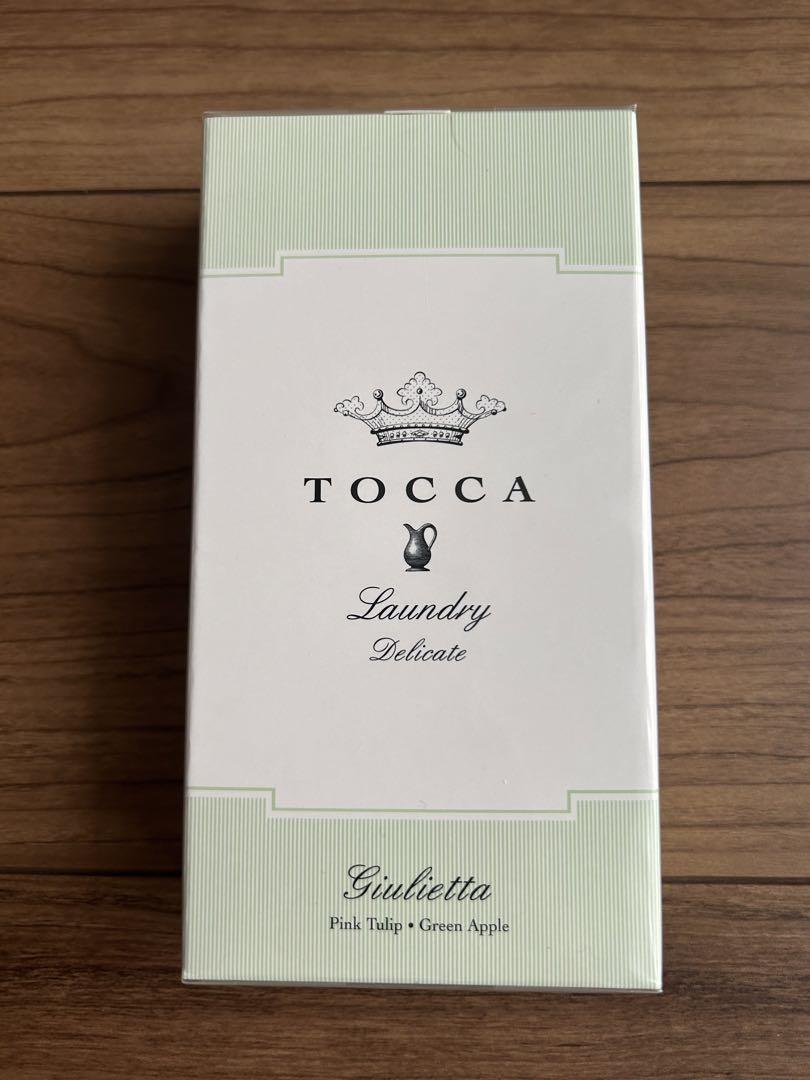 TOCCA
Laundry
Delicate
Giulietta
Pink Tulip • Green Apple